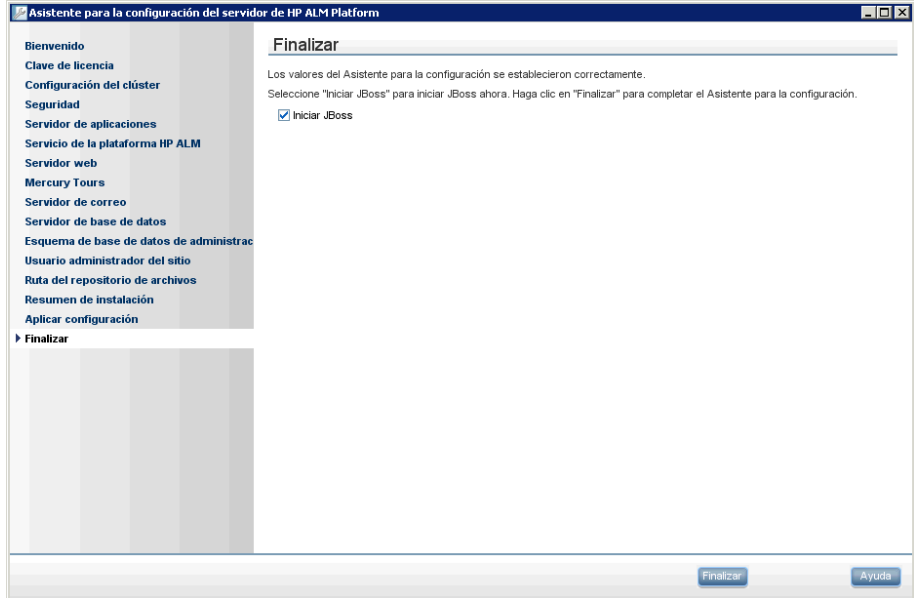 Asistente para la configuración del servidor de HP ALM Platform
Bienvenido
Clave de licencia
Configuración del clúster
Seguridad
Servidor de aplicaciones
Servicio de la plataforma HP ALM
Servidor web
Mercury Tours
Servidor de correo
Servidor de base de datos
Esquema de base de datos de administrac
Usuario administrador del sitio
Ruta del repositorio de archivos
Resumen de instalación
Aplicar configuración
Finalizar
Finalizar
Los valores del Asistente para la configuración se establecieron correctamente.
Seleccione "Iniciar JBoss" para iniciar JBoss ahora. Haga clic en "Finalizar" para completar el Asistente para la configuración.
Iniciar JBoss
Finalizar
Ayuda